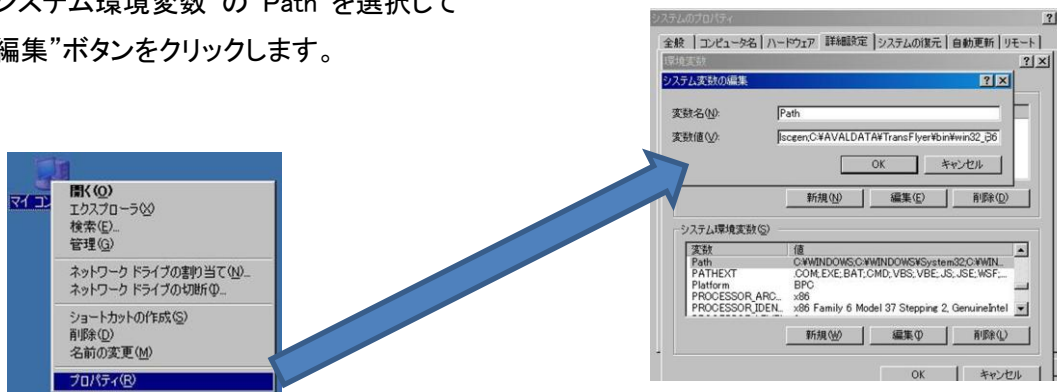 システム環境変数”の”Path”を選択して
編集”ボタンをクリックします。
マイ コン
開く(O)
エクスプローラ(X)
検索(E)...
管理(G)
ネットワーク ドライブの割り当て(N)...
ネットワーク ドライブの切断(D)...
ショートカットの作成(S)
削除(D)
名前の変更(M)
プロパティ(R)
システムのプロパティ
全般 コンピュータ名 ハードウェア 詳細設定 システムの復元 自動更新 リモート
環境変数
システム変数の編集
変数名(N): Path
変数値(V): lscgen;C:¥AVALDATA¥TransFlyer¥bin¥win32_i36
OK キャンセル
新規(N) 編集(E) 削除(D)
システム環境変数(S)
変数 値
Path C:¥WINDOWS;C:¥WINDOWS¥System32;C:¥WIN...
PATHEXT .COM;.EXE;.BAT;.CMD;.VBS;.VBE;.JS;.JSE;.WSF;...
Platform BPC
PROCESSOR_ARC... x86
PROCESSOR_IDEN... x86 Family 6 Model 37 Stepping 2, GenuineIntel
新規(W) 編集(I) 削除(L)
OK キャンセル